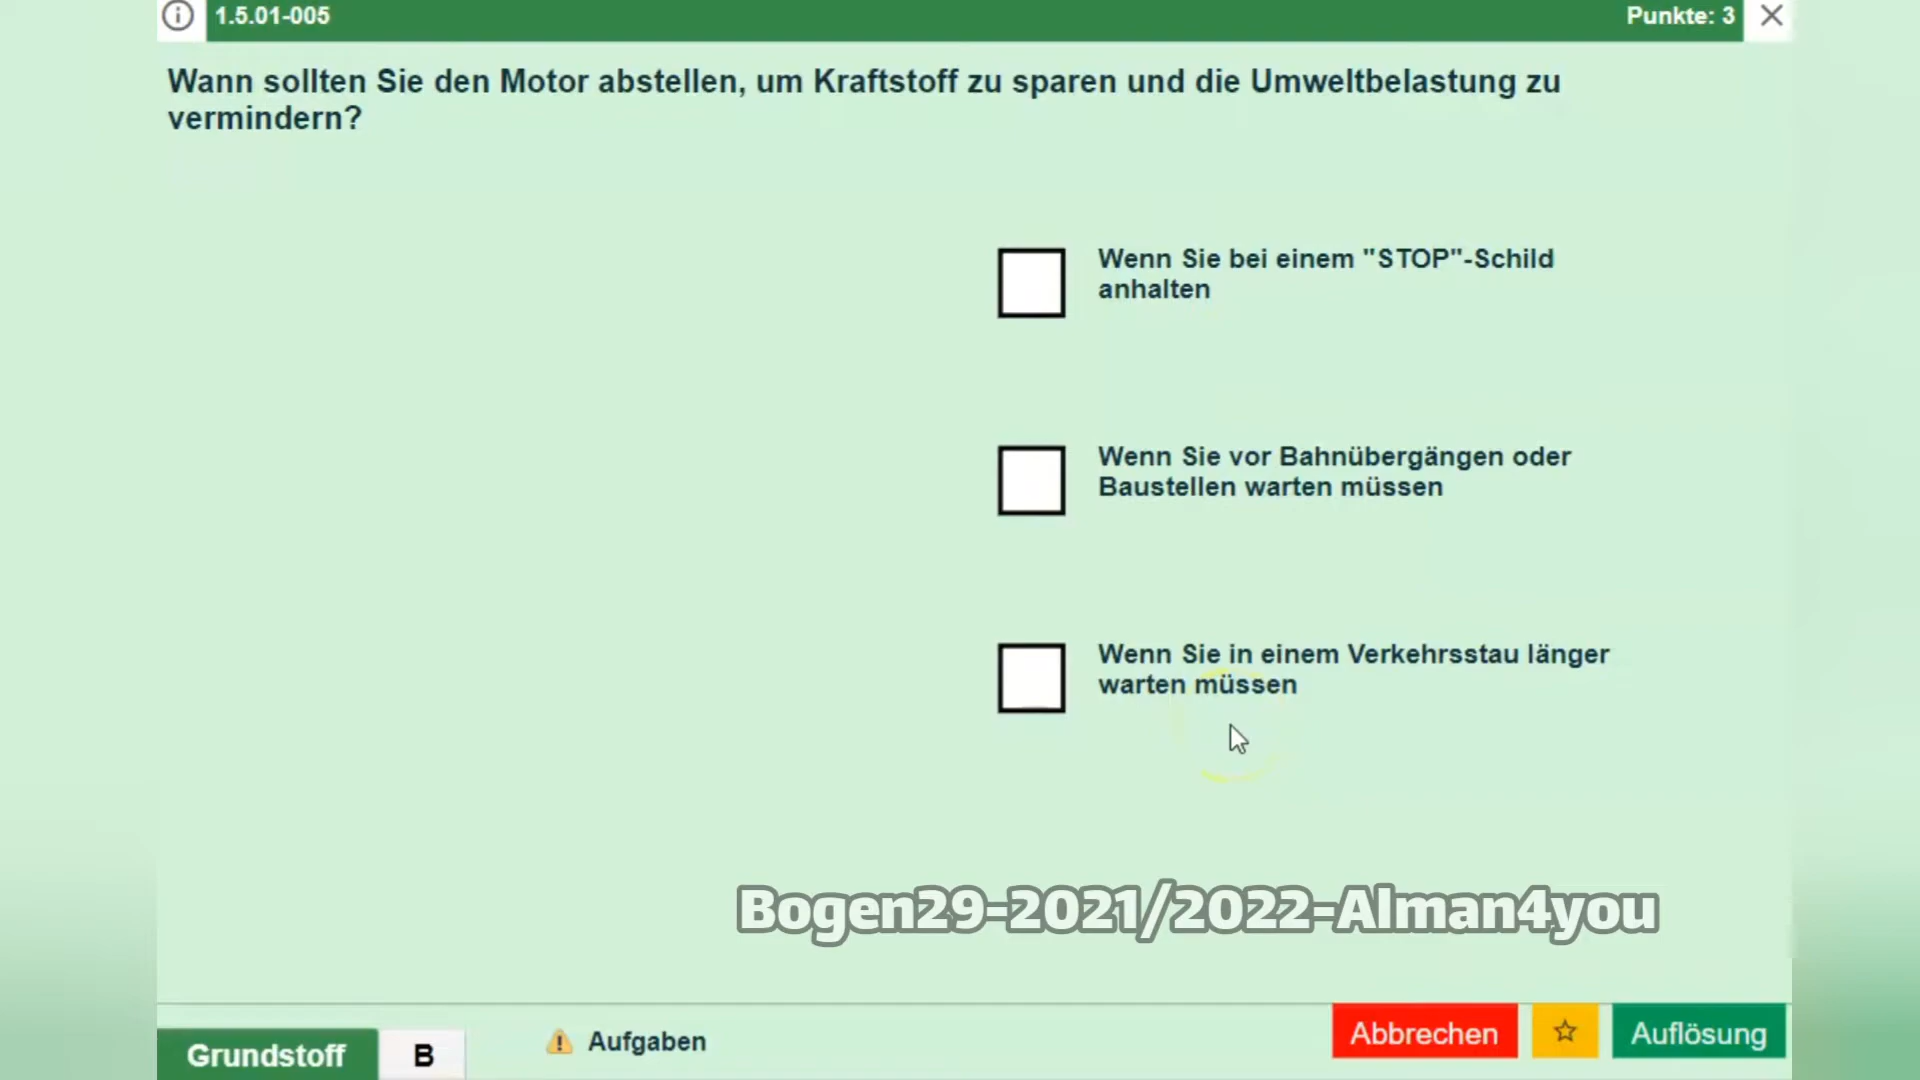 1.5.01-005
Punkte: 3
Wann sollten Sie den Motor abstellen, um Kraftstoff zu sparen und die Umweltbelastung zu
vermindern?
Wenn Sie bei einem "STOP"-Schild
anhalten
Wenn Sie vor Bahnübergängen oder
Baustellen warten müssen
Wenn Sie in einem Verkehrsstau länger
warten müssen
Bogen29-2021/2022-Alman4you
Grundstoff
B
Aufgaben
Abbrechen
Auflösung